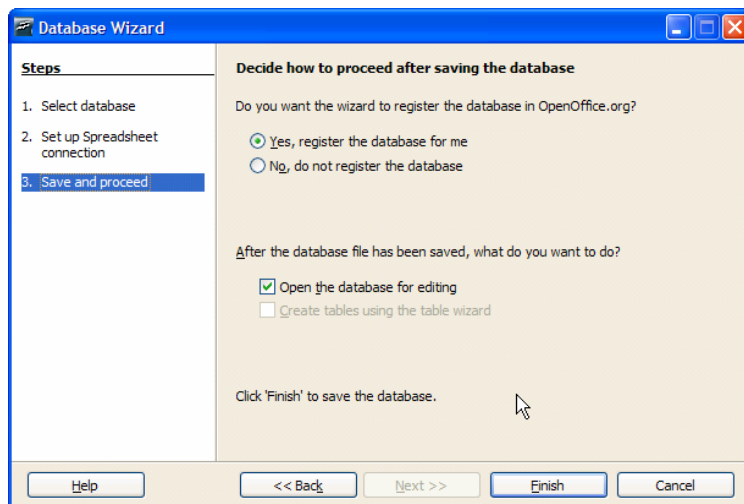 Database Wizard
Steps
1. Select database
2. Set up Spreadsheet
connection
3. Save and proceed
Decide how to proceed after saving the database
Do you want the wizard to register the database in OpenOffice.org?
Yes, register the database for me
No, do not register the database
After the database file has been saved, what do you want to do?
Open the database for editing
Create tables using the table wizard
Click 'Finish' to save the database.
Help
<< Back
Next >>
Finish
Cancel